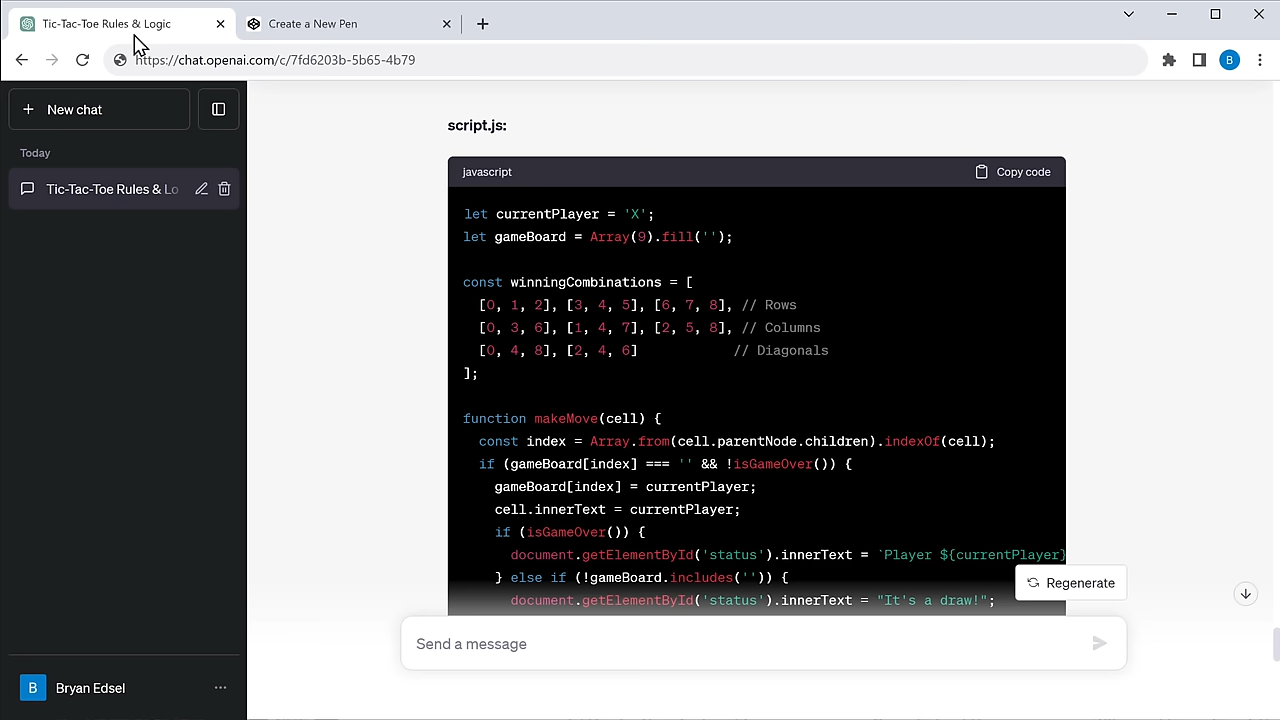 Tic-Tac-Toe Rules & Logic
Create a New Pen
https://chat.openai.com/c/7fd6203b-5b65-4b79
B
New chat
Today
Tic-Tac-Toe Rules & Lo
script.js:
javascript
Copy code
let currentPlayer = 'X';
let gameBoard = Array(9).fill('');
const winningCombinations = [
[0, 1, 2], [3, 4, 5], [6, 7, 8], // Rows
[0, 3, 6], [1, 4, 7], [2, 5, 8], // Columns
[0, 4, 8], [2, 4, 6] // Diagonals
];
function makeMove(cell) {
const index = Array.from(cell.parentNode.children).indexOf(cell);
if (gameBoard[index] === '' && !isGameOver()) {
gameBoard[index] = currentPlayer;
cell.innerText = currentPlayer;
if (isGameOver()) {
document.getElementById('status').innerText = `Player ${currentPlayer}
} else if (!gameBoard.includes('')) {
document.getElementById('status').innerText = "It's a draw!";
Regenerate
Send a message
B Bryan Edsel